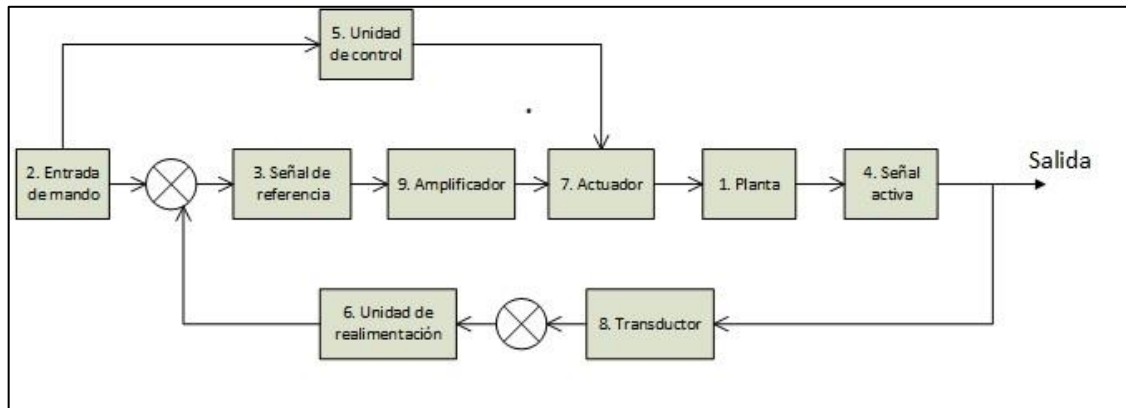 5. Unidad
de control
Salida
2. Entrada
de mando
3. Señal de
referencia
9. Amplificador
7. Actuador
1. Planta
4. Señal
activa
6. Unidad de
realimentación
8. Transductor